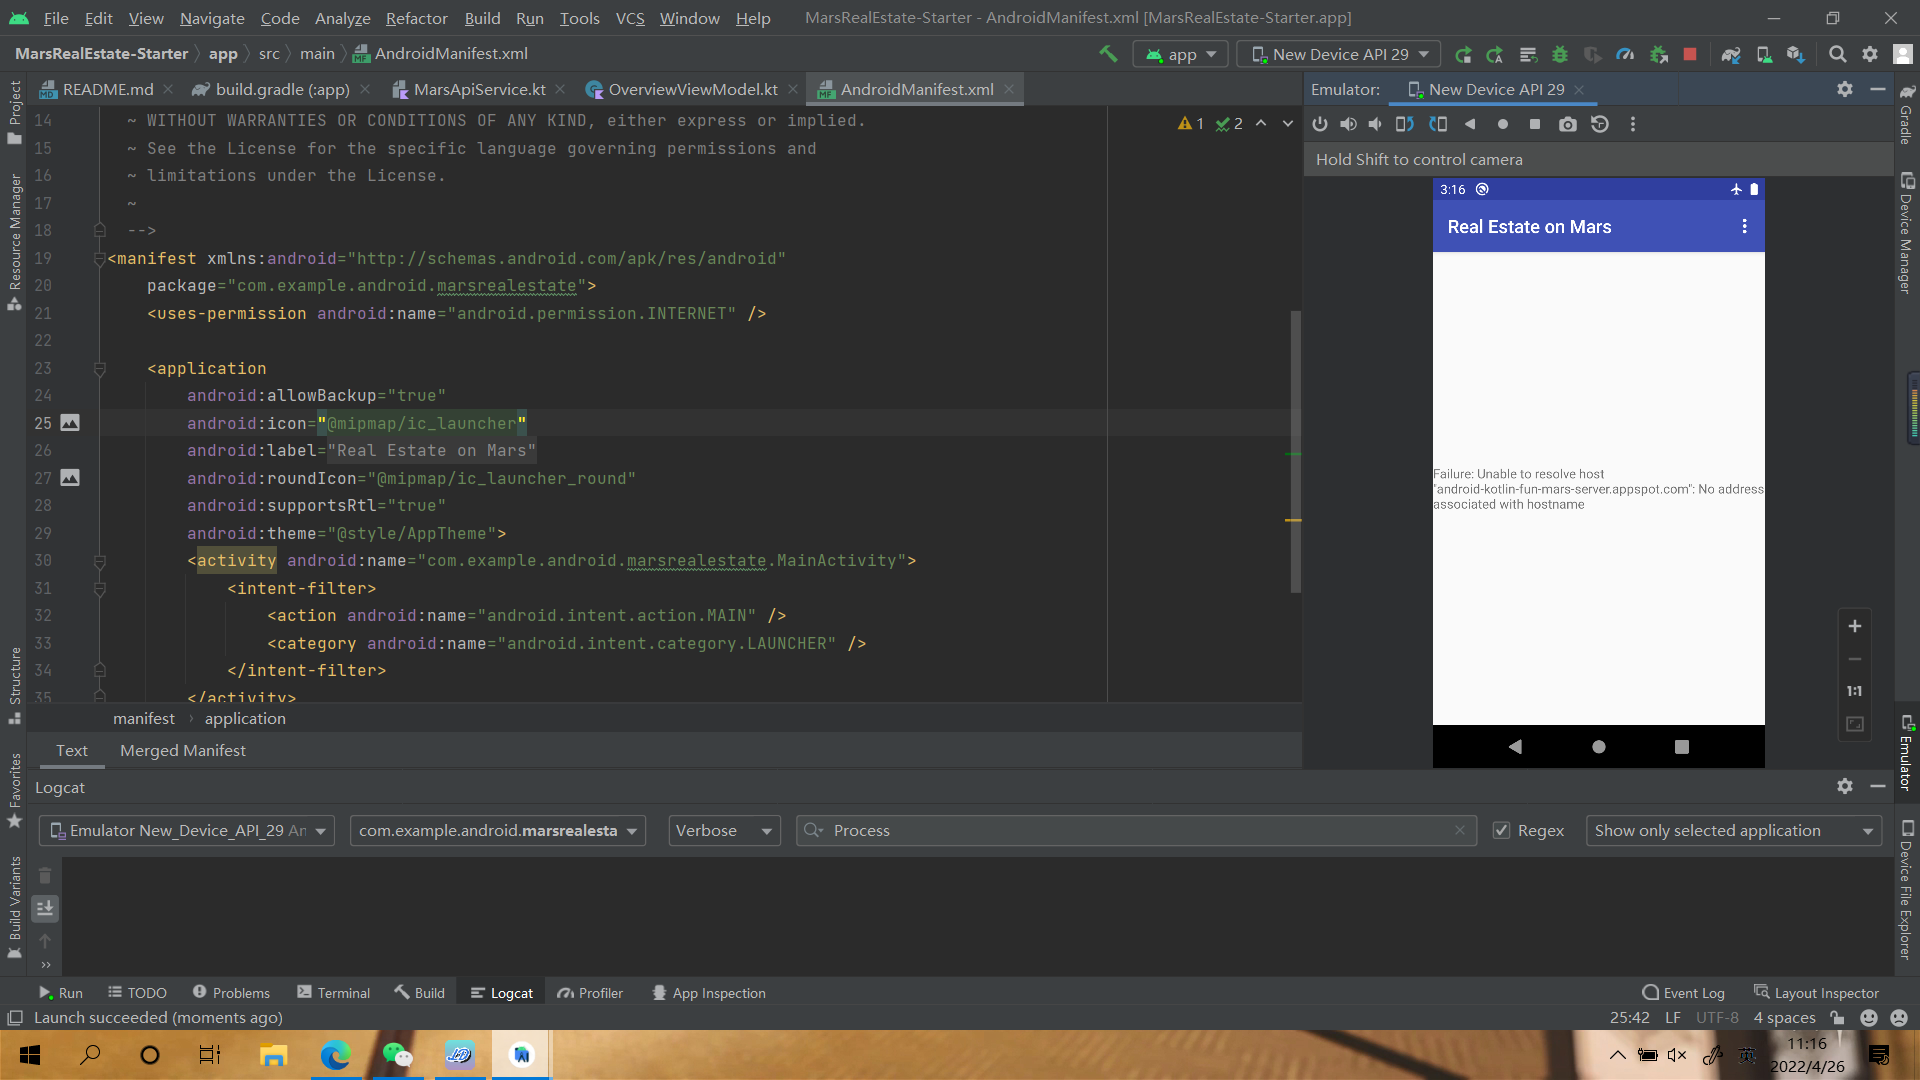 File Edit View Navigate Code Analyze Refactor Build Run Tools VCS Window Help MarsRealEstate-Starter - AndroidManifest.xml [MarsRealEstate-Starter.app]
MarsRealEstate-Starter app src main AndroidManifest.xml app New Device API 29
README.md build.gradle (:app) MarsApiService.kt OverviewViewModel.kt AndroidManifest.xml
Emulator: New Device API 29
Project
Resource Manager
Structure
Favorites
Build Variants
14 ~ WITHOUT WARRANTIES OR CONDITIONS OF ANY KIND, either express or implied.
1 2
15 ~ See the License for the specific language governing permissions and
16 ~ limitations under the License.
17 ~
18 -->
19 <manifest xmlns:android="http://schemas.android.com/apk/res/android"
20 package="com.example.android.marsrealestate">
21 <uses-permission android:name="android.permission.INTERNET" />
22
23 <application
24 android:allowBackup="true"
25 android:icon="@mipmap/ic_launcher"
26 android:label="Real Estate on Mars"
27 android:roundIcon="@mipmap/ic_launcher_round"
28 android:supportsRtl="true"
29 android:theme="@style/AppTheme">
30 <activity android:name="com.example.android.marsrealestate.MainActivity">
31 <intent-filter>
32 <action android:name="android.intent.action.MAIN" />
33 <category android:name="android.intent.category.LAUNCHER" />
34 </intent-filter>
35 </activity>
manifest › application
Text Merged Manifest
Hold Shift to control camera
3:16
Real Estate on Mars
Failure: Unable to resolve host
"android-kotlin-fun-mars-server.appspot.com": No address
associated with hostname
1:1
Gradle
Device Manager
Emulator
Device File Explorer
Logcat
Emulator New_Device_API_29 An com.example.android.marsrealesta Verbose Process Regex Show only selected application
Run TODO Problems Terminal Build Logcat Profiler App Inspection Event Log Layout Inspector
Launch succeeded (moments ago) 25:42 LF UTF-8 4 spaces
英
11:16
2022/4/26